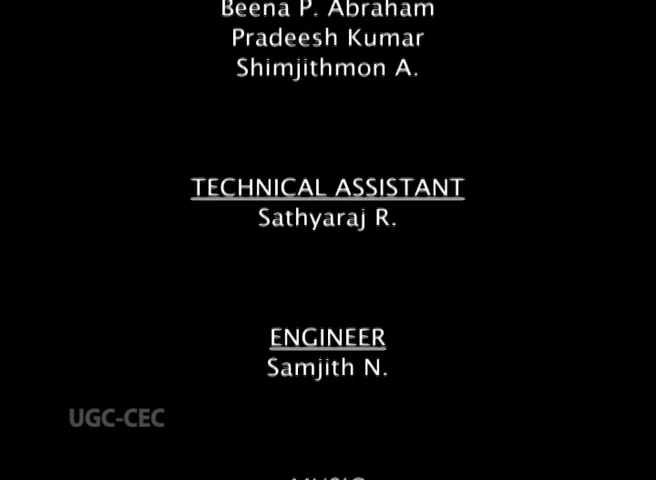 Beena P. Abraham
Pradeesh Kumar
Shimjithmon A.
TECHNICAL ASSISTANT
Sathyaraj R.
ENGINEER
Samjith N.
UGC-CEC